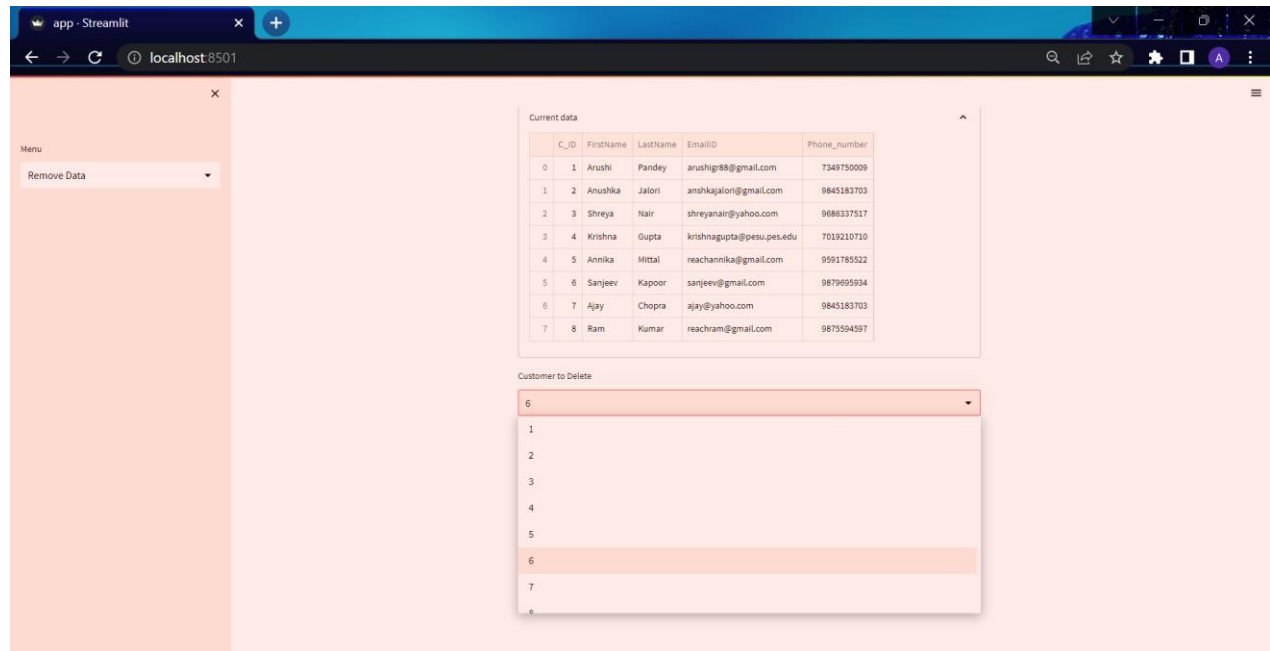 app · Streamlit
localhost:8501
A
Menu
Remove Data
Current data
C_ID FirstName LastName EmailID Phone_number
0 1 Arushi Pandey arushigr88@gmail.com 7349750009
1 2 Anushka Jalori anshkajalori@gmail.com 9845183703
2 3 Shreya Nair shreyanair@yahoo.com 9686337517
3 4 Krishna Gupta krishnagupta@pesu.pes.edu 7019210710
4 5 Annika Mittal reachannika@gmail.com 9591785522
5 6 Sanjeev Kapoor sanjeev@gmail.com 9879695934
6 7 Ajay Chopra ajay@yahoo.com 9845183703
7 8 Ram Kumar reachram@gmail.com 9875594597
Customer to Delete
6
1
2
3
4
5
6
7
8